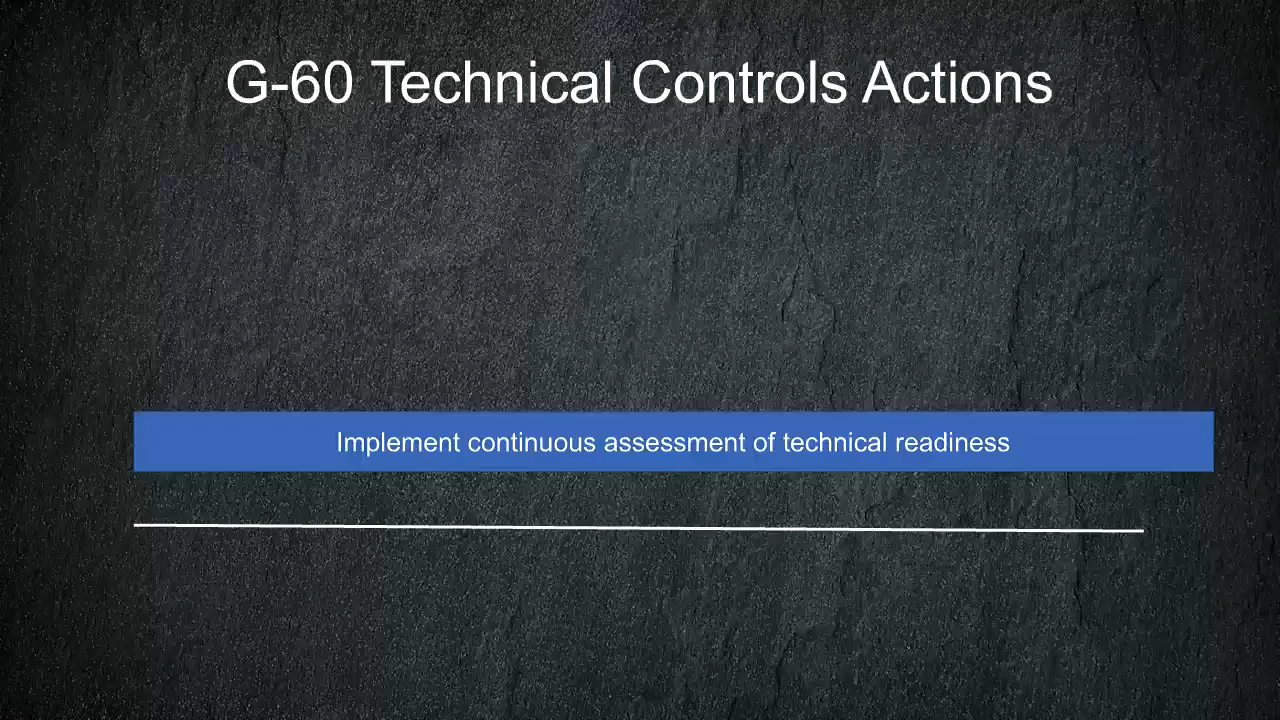 G-60 Technical Controls Actions
Implement continuous assessment of technical readiness